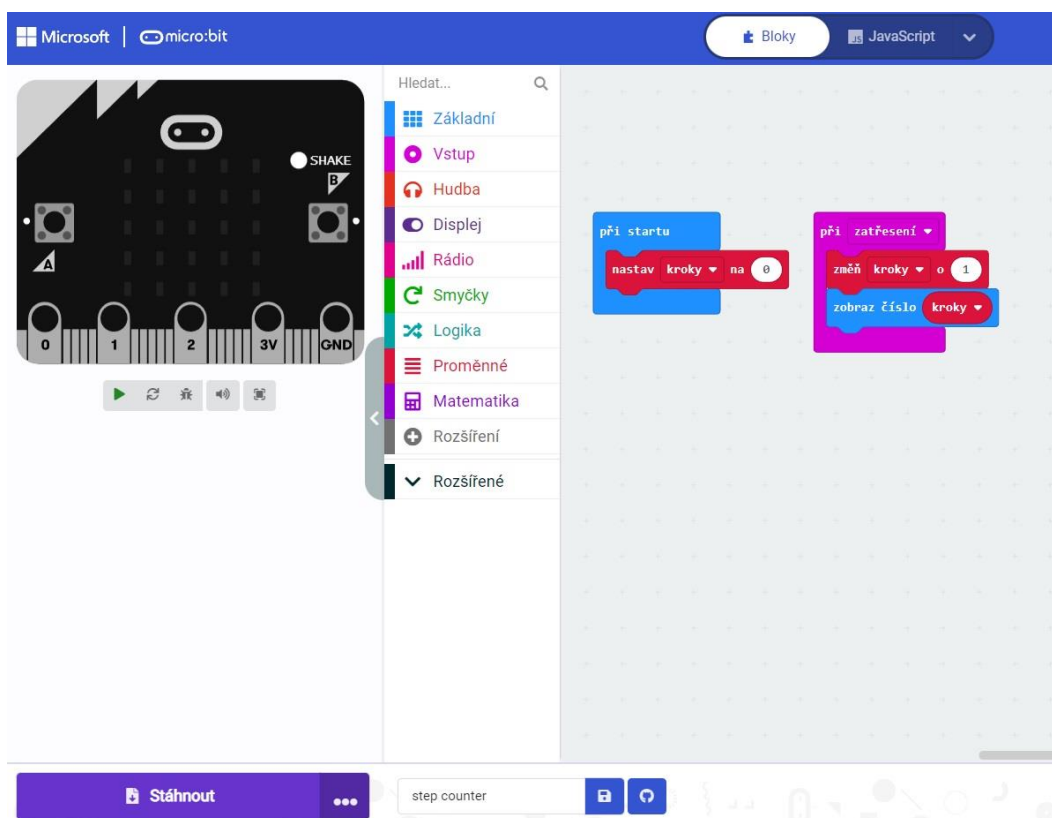 Microsoft | micro:bit
Bloky
JS JavaScript
SHAKE
B
A
0 1 2 3V GND
Hledat...
Základní
Vstup
Hudba
Displej
Rádio
Smyčky
Logika
Proměnné
Matematika
Rozšíření
Rozšířené
při startu
nastav kroky na 0
při zatřesení
změň kroky o 1
zobraz číslo kroky
Stáhnout
step counter